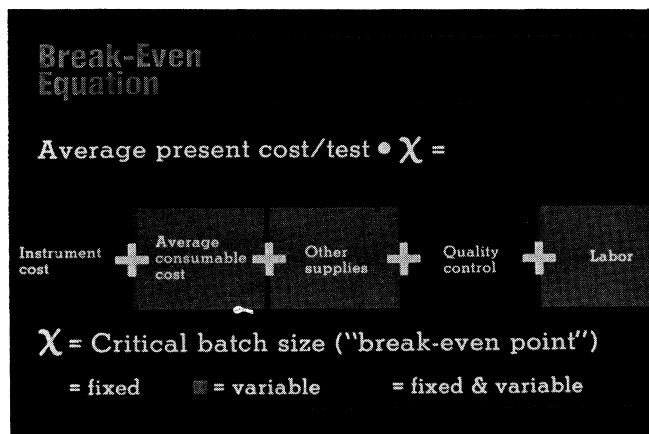 Break-Even
Equation
Average present cost/test • χ =
Instrument cost + Average consumable cost + Other supplies + Quality control + Labor
χ = Critical batch size ("break-even point")
= fixed = variable = fixed & variable